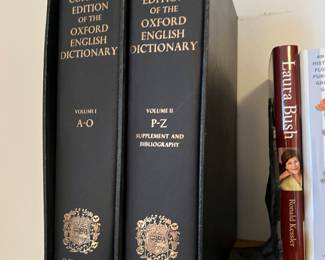 EDITION
OF THE
OXFORD
ENGLISH
DICTIONARY
VOLUME I
A-O
EDITION
OF THE
OXFORD
ENGLISH
DICTIONARY
VOLUME II
P-Z
SUPPLEMENT AND
BIBLIOGRAPHY
Laura Bush
Ronald Kessler